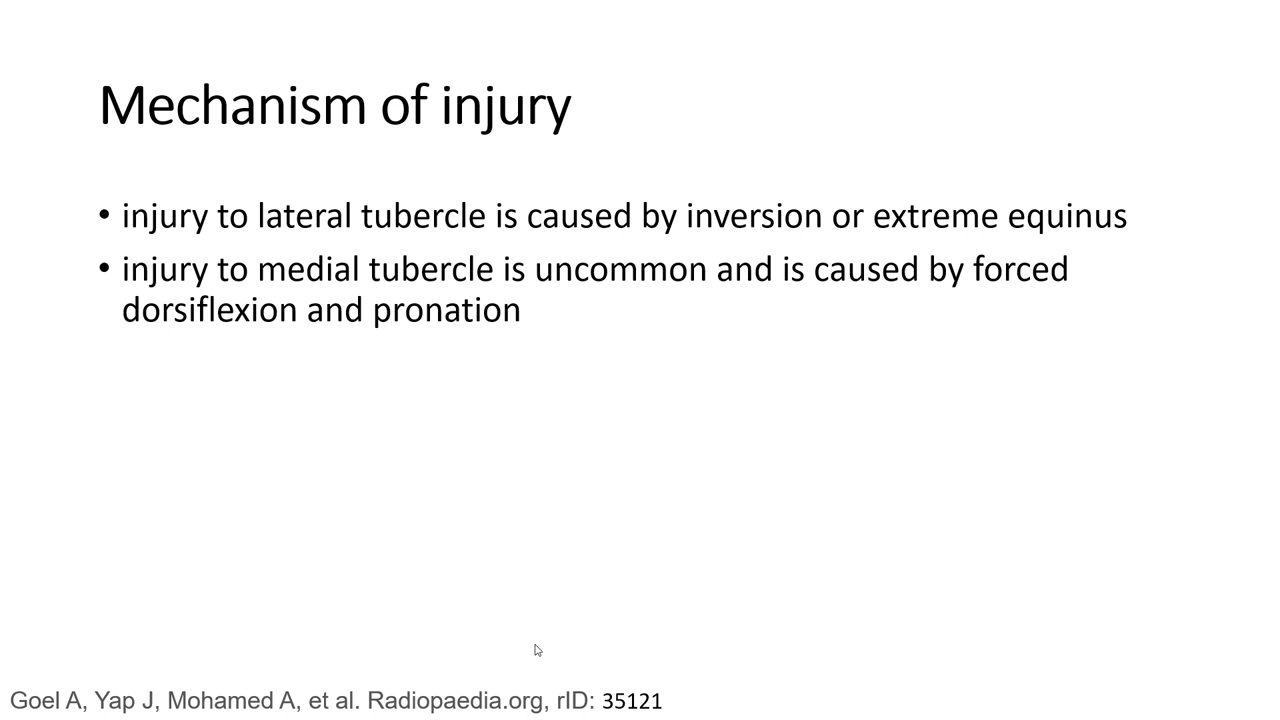 Mechanism of injury
• injury to lateral tubercle is caused by inversion or extreme equinus
• injury to medial tubercle is uncommon and is caused by forced
dorsiflexion and pronation
Goel A, Yap J, Mohamed A, et al. Radiopaedia.org, rID: 35121